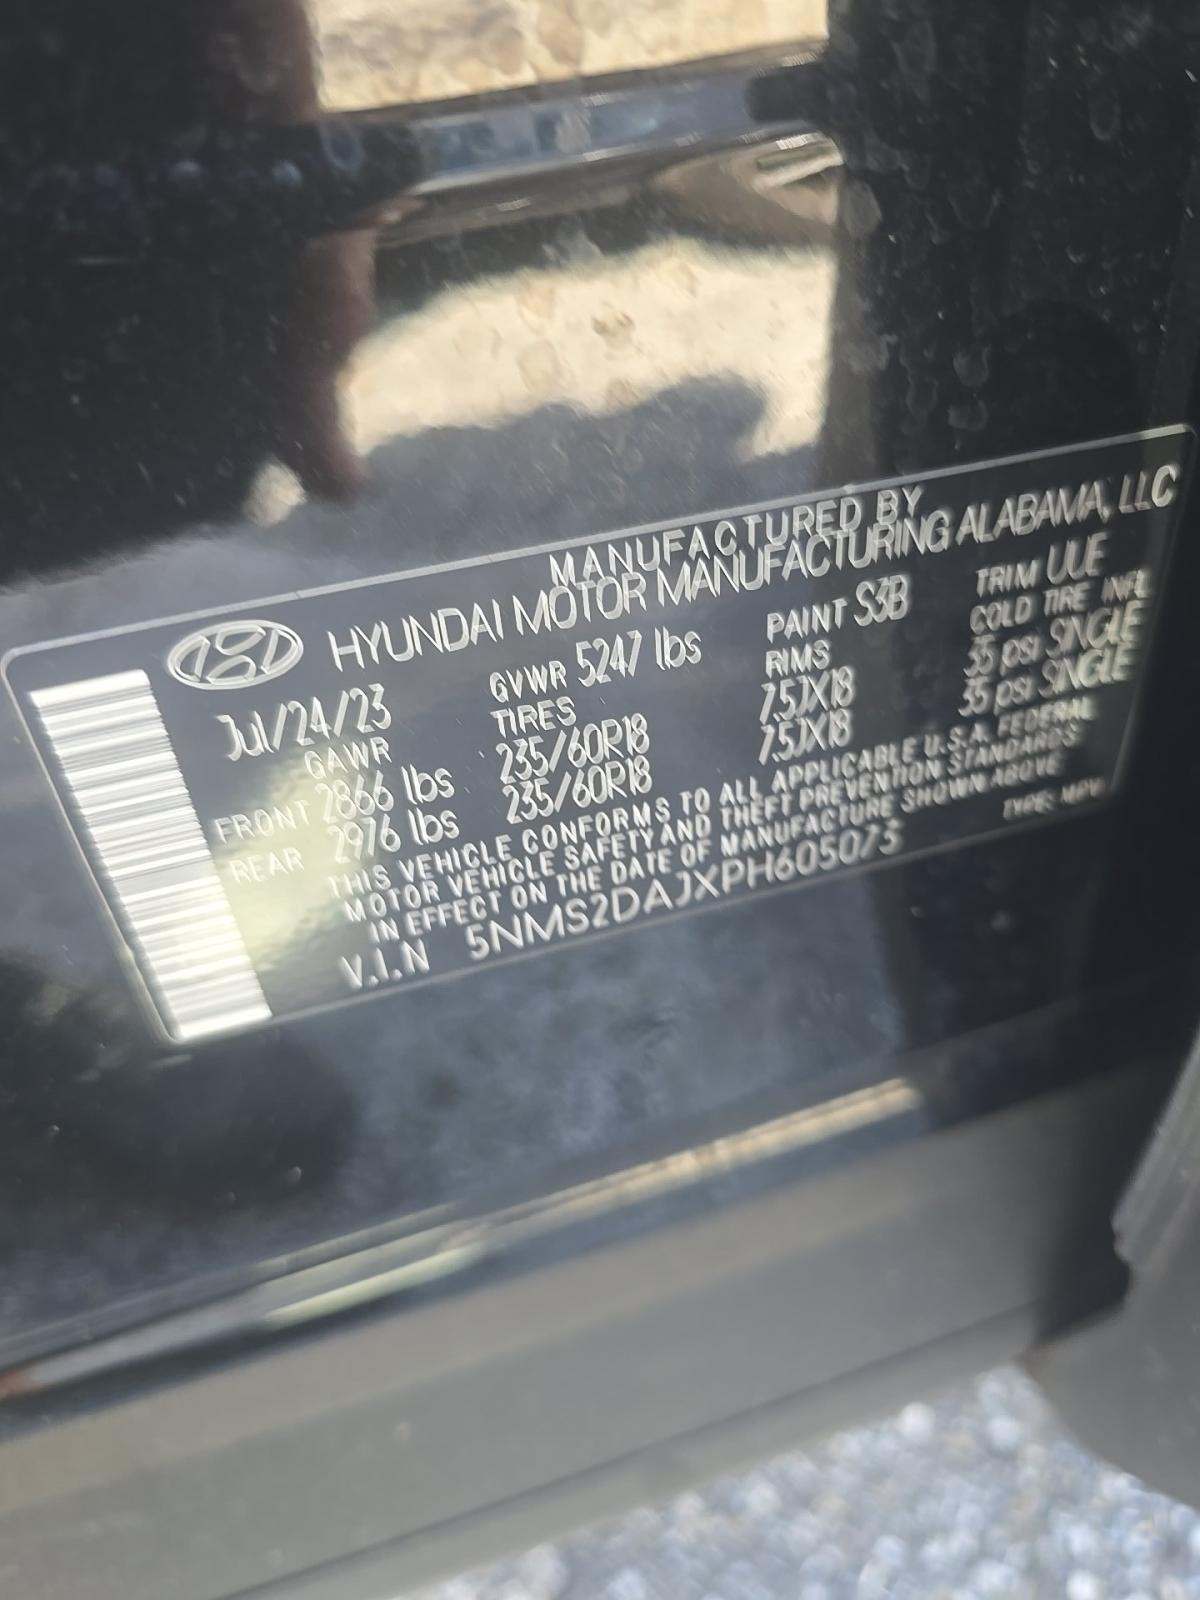 MANUFACTURED BY
HYUNDAI MOTOR MANUFACTURING ALABAMA, LLC
Jul/24/23 GVWR 5247 lbs PAINT S3B TRIM UUE
GAWR TIRES RIMS COLD TIRE INFL
FRONT 2866 lbs 235/60R18 7.5JX18 35 psi SINGLE
REAR 2976 lbs 235/60R18 7.5JX18 35 psi SINGLE
THIS VEHICLE CONFORMS TO ALL APPLICABLE U.S.A. FEDERAL
MOTOR VEHICLE SAFETY AND THEFT PREVENTION STANDARDS
IN EFFECT ON THE DATE OF MANUFACTURE SHOWN ABOVE
V.I.N 5NMS2DAJXPH605073 TYPE: MPV